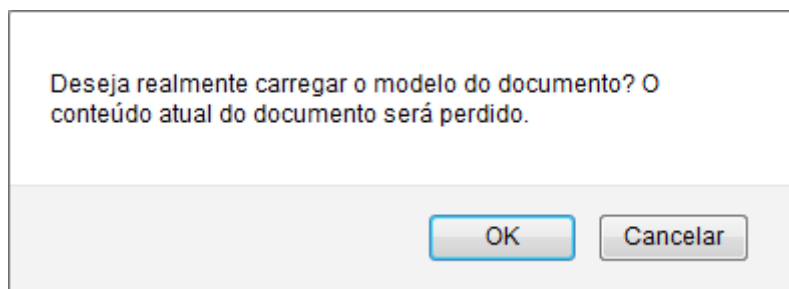 Deseja realmente carregar o modelo do documento? O
conteúdo atual do documento será perdido.
OK
Cancelar